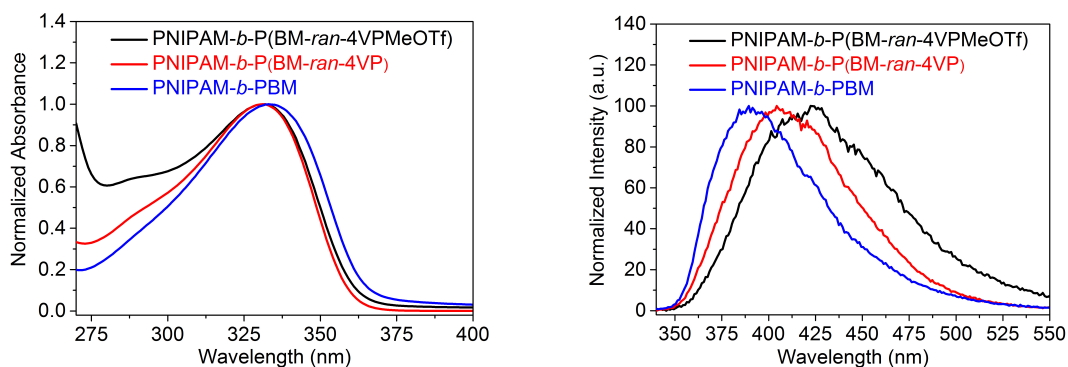 1.4
1.2
1.0
0.8
0.6
0.4
0.2
0.0
Normalized Absorbance
PNIPAM-b-P(BM-ran-4VPMeOTf)
PNIPAM-b-P(BM-ran-4VP)
PNIPAM-b-PBM
275 300 325 350 375 400
Wavelength (nm)
140
120
100
80
60
40
20
0
Normalized Intensity (a.u.)
PNIPAM-b-P(BM-ran-4VPMeOTf)
PNIPAM-b-P(BM-ran-4VP)
PNIPAM-b-PBM
350 375 400 425 450 475 500 525 550
Wavelength (nm)